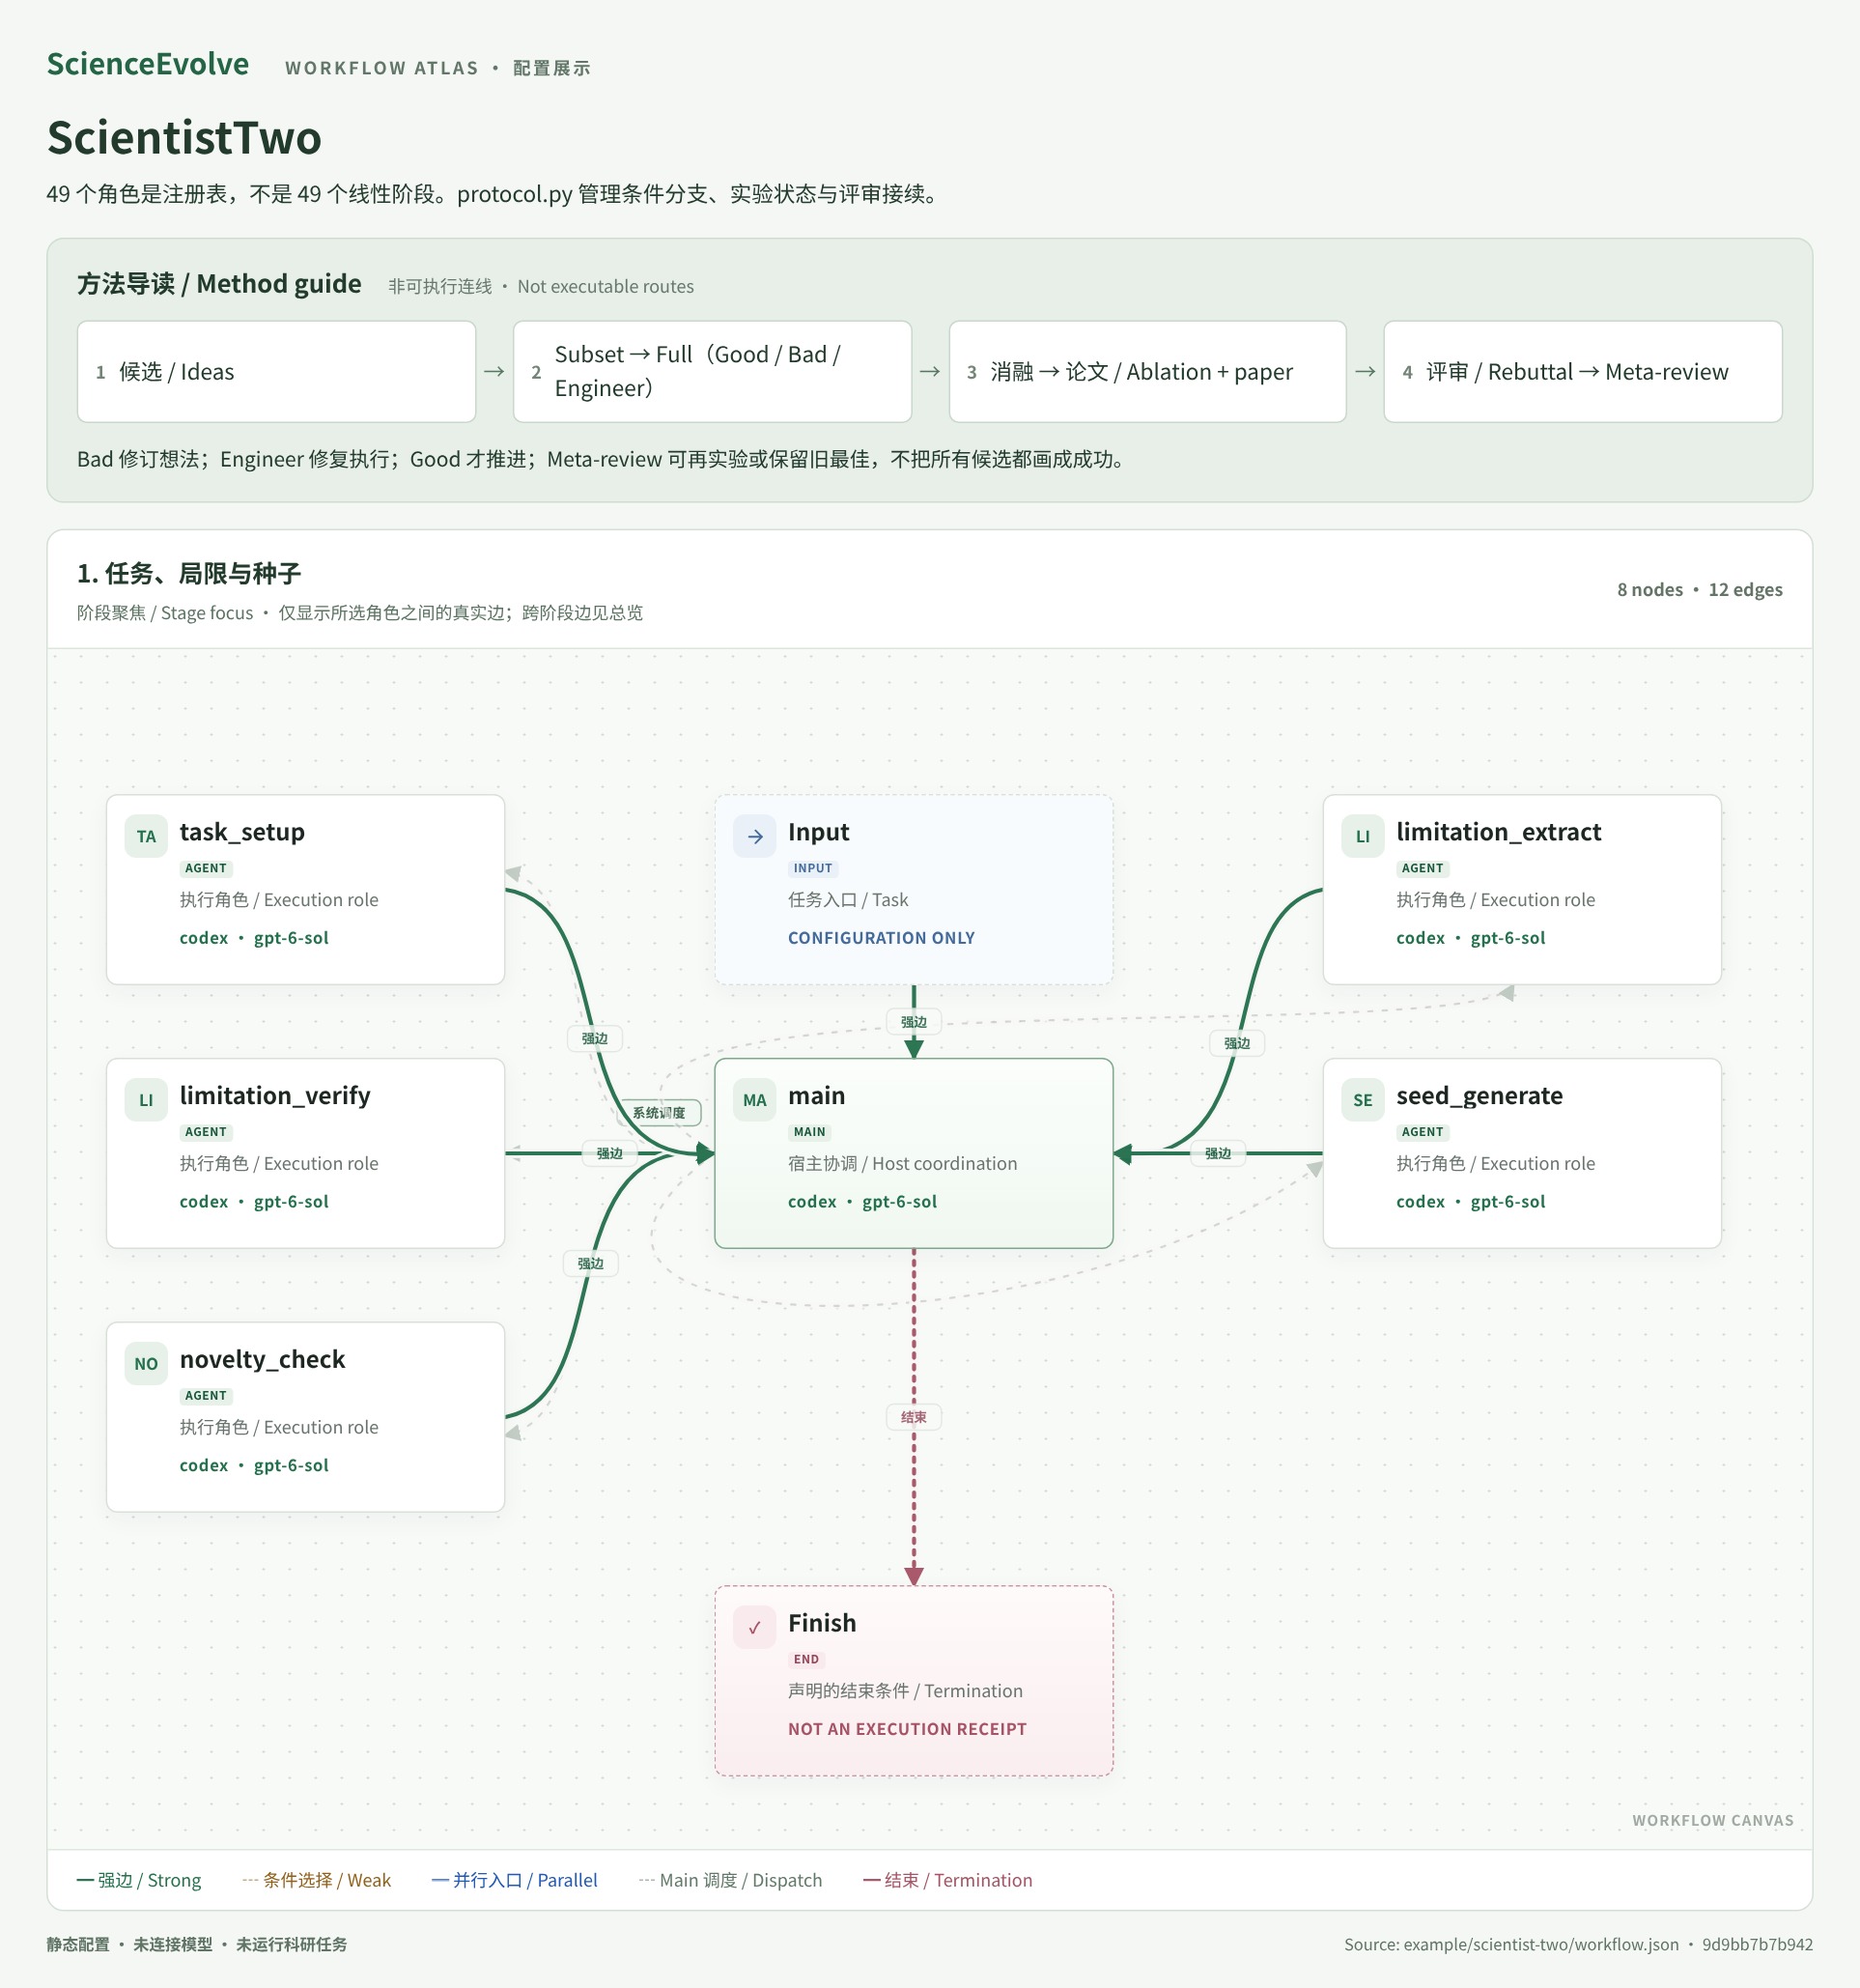 ScienceEvolve WORKFLOW ATLAS • 配置展示
ScientistTwo
49 个角色是注册表，不是 49 个线性阶段。protocol.py 管理条件分支、实验状态与评审接续。
方法导读 / Method guide 非可执行连线 • Not executable routes
1 候选 / Ideas
→
2 Subset → Full（Good / Bad /
Engineer）
→
3 消融 → 论文 / Ablation + paper
→
4 评审 / Rebuttal → Meta-review
Bad 修订想法；Engineer 修复执行；Good 才推进；Meta-review 可再实验或保留旧最佳，不把所有候选都画成成功。
1. 任务、局限与种子
阶段聚焦 / Stage focus • 仅显示所选角色之间的真实边；跨阶段边见总览
8 nodes • 12 edges
TA task_setup
AGENT
执行角色 / Execution role
codex • gpt-6-sol
→ Input
INPUT
任务入口 / Task
CONFIGURATION ONLY
LI limitation_extract
AGENT
执行角色 / Execution role
codex • gpt-6-sol
强边
强边
强边
LI limitation_verify
AGENT
执行角色 / Execution role
codex • gpt-6-sol
系统调度
强边
MA main
MAIN
宿主协调 / Host coordination
codex • gpt-6-sol
强边
SE seed_generate
AGENT
执行角色 / Execution role
codex • gpt-6-sol
强边
NO novelty_check
AGENT
执行角色 / Execution role
codex • gpt-6-sol
结束
✓ Finish
END
声明的结束条件 / Termination
NOT AN EXECUTION RECEIPT
WORKFLOW CANVAS
强边 / Strong
条件选择 / Weak
并行入口 / Parallel
Main 调度 / Dispatch
结束 / Termination
静态配置 • 未连接模型 • 未运行科研任务
Source: example/scientist-two/workflow.json • 9d9bb7b7b942